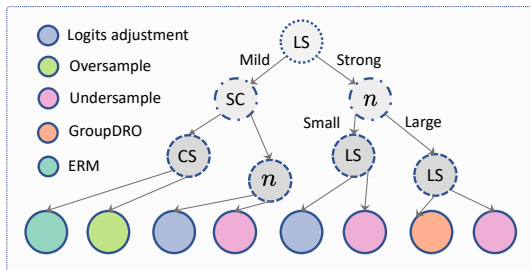 Logits adjustment
Oversample
Undersample
GroupDRO
ERM
LS
Mild
Strong
SC
n
Small
Large
CS
n
LS
LS